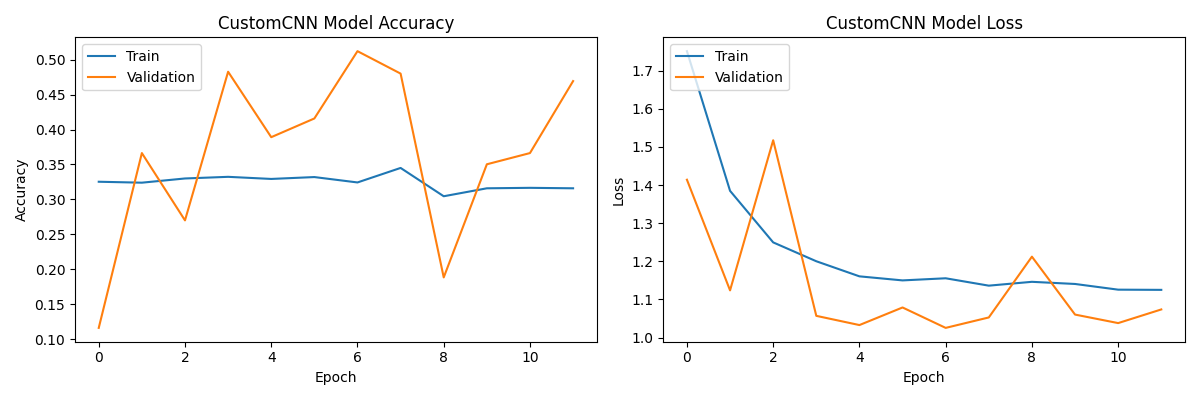 CustomCNN Model Accuracy
Train
Validation
0.50
0.45
0.40
0.35
0.30
0.25
0.20
0.15
0.10
Accuracy
0 2 4 6 8 10
Epoch
CustomCNN Model Loss
Train
Validation
1.7
1.6
1.5
1.4
1.3
1.2
1.1
1.0
Loss
0 2 4 6 8 10
Epoch